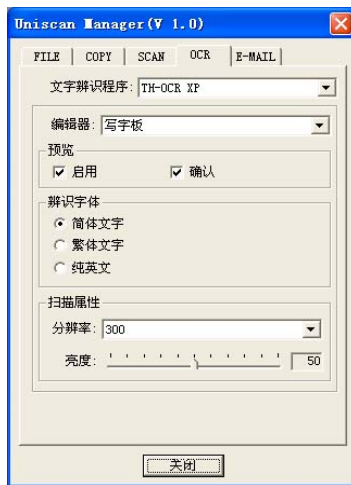 Uniscan Manager(V 1.0)
FILE COPY SCAN OCR E-MAIL
文字辨识程序: TH-OCR XP
编辑器: 写字板
预览
启用 确认
辨识字体
简体文字
繁体文字
纯英文
扫描属性
分辨率: 300
亮度: 50
关闭